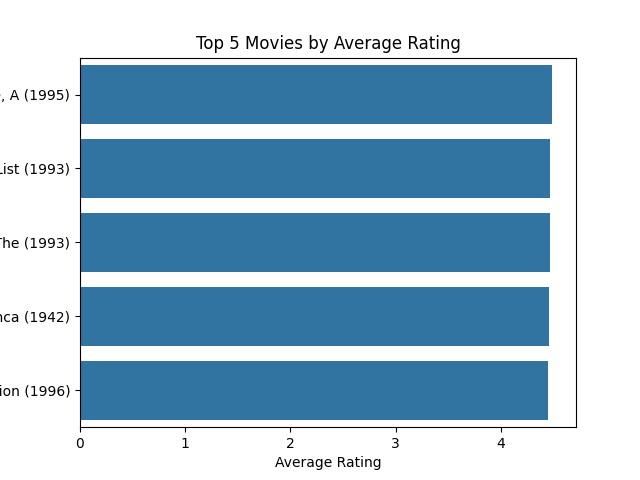 Top 5 Movies by Average Rating
, A (1995)
List (1993)
The (1993)
nca (1942)
ion (1996)
0 1 2 3 4
Average Rating